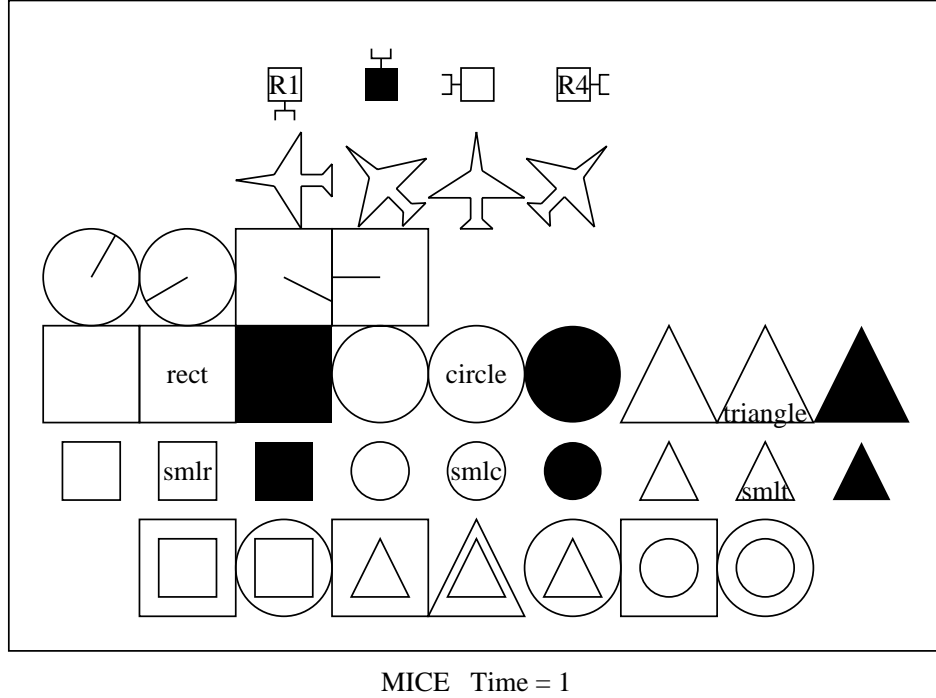 R1 R4
rect circle triangle
smlr smlc smlt
MICE Time = 1